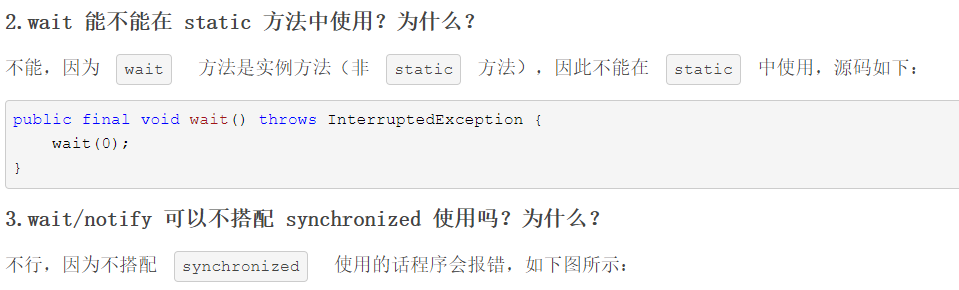 2.wait 能不能在 static 方法中使用？为什么？
不能，因为 wait 方法是实例方法（非 static 方法），因此不能在 static 中使用，源码如下：
public final void wait() throws InterruptedException {
    wait(0);
}
3.wait/notify 可以不搭配 synchronized 使用吗？为什么？
不行，因为不搭配 synchronized 使用的话程序会报错，如下图所示：